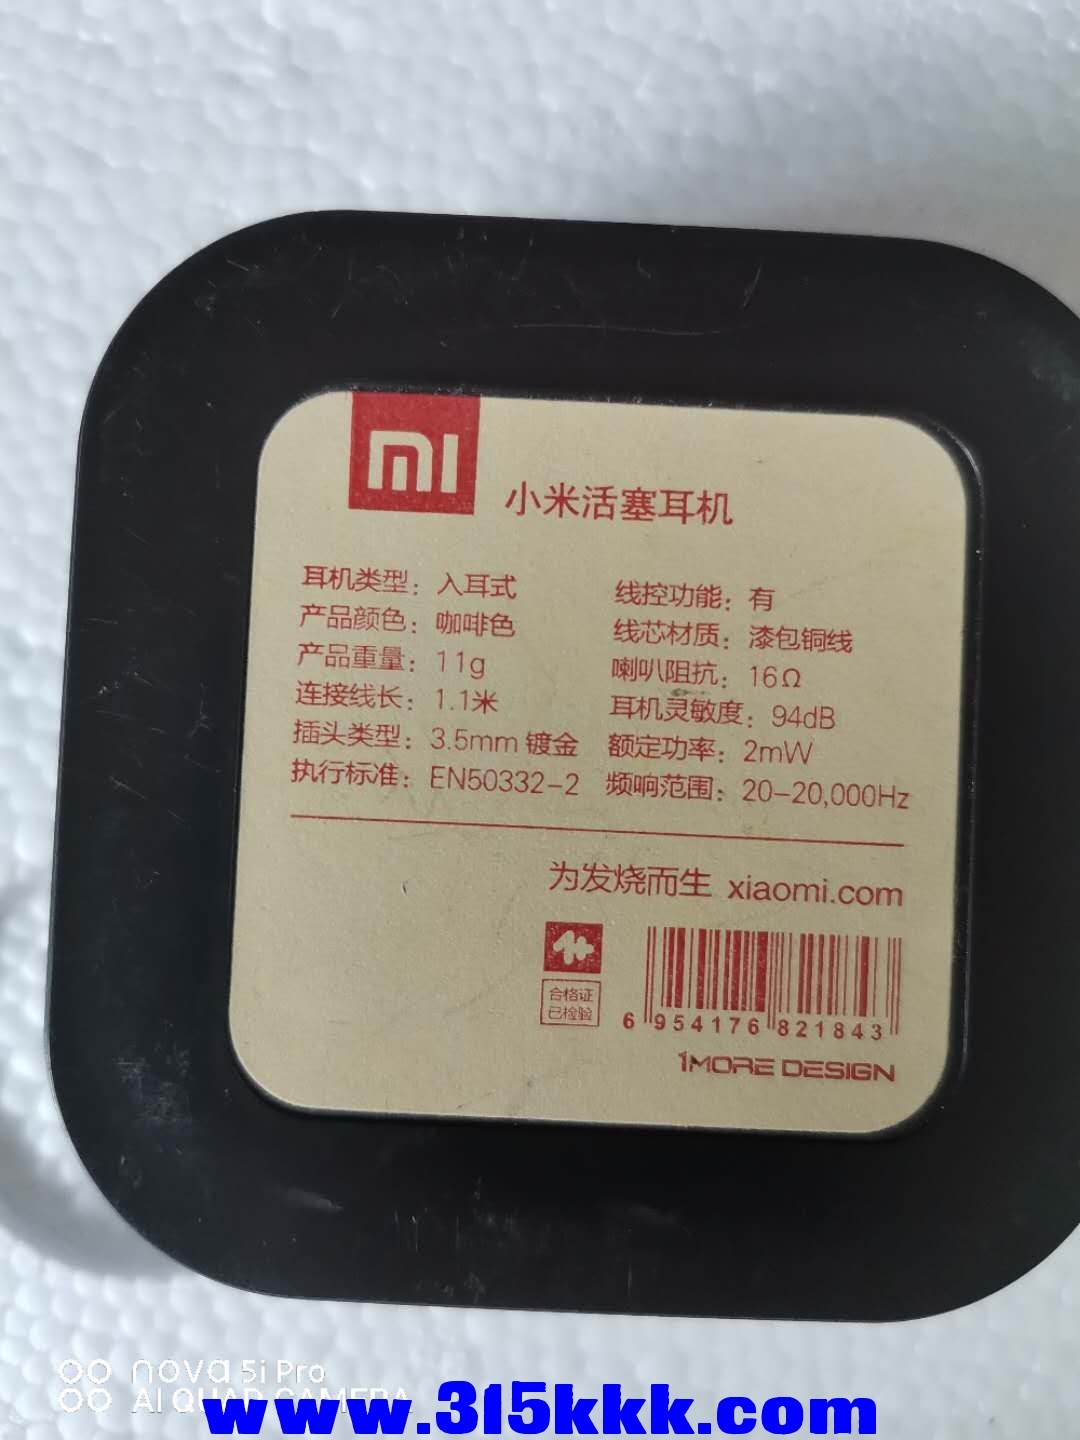 mi
小米活塞耳机
耳机类型：入耳式
产品颜色：咖啡色
产品重量：11g
连接线长：1.1米
插头类型：3.5mm 镀金
执行标准：EN50332-2
线控功能：有
线芯材质：漆包铜线
喇叭阻抗：16Ω
耳机灵敏度：94dB
额定功率：2mW
频响范围：20-20,000Hz
为发烧而生 xiaomi.com
合格证
已检验
6 954176 821843
1MORE DESIGN
nova 5i Pro
AI QUAD CAMERA
www.315kkk.com